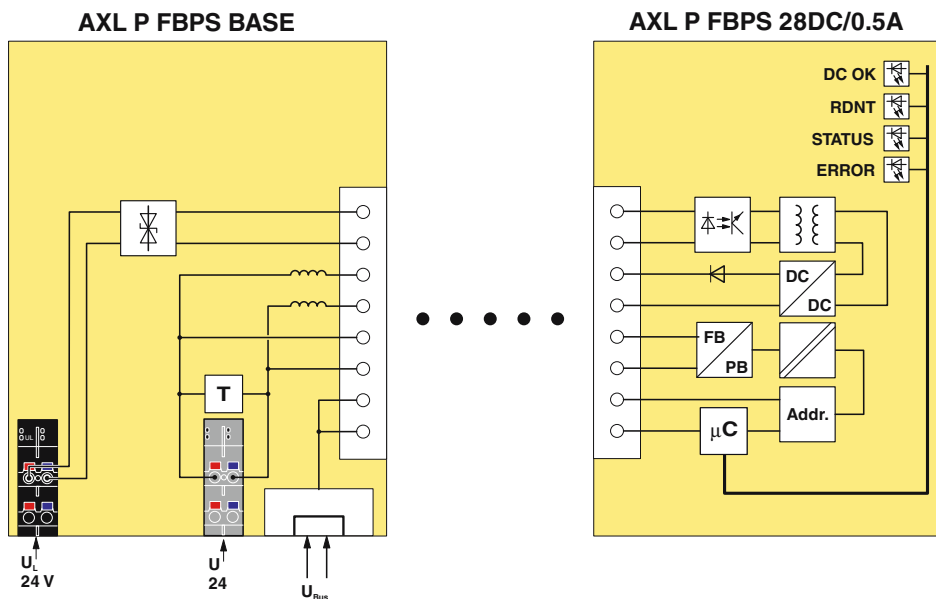 AXL P FBPS BASE
AXL P FBPS 28DC/0.5A
DC OK
RDNT
STATUS
ERROR
DC
DC
FB
PB
T
Addr.
µC
UL
UL
24 V
U
24
UBus